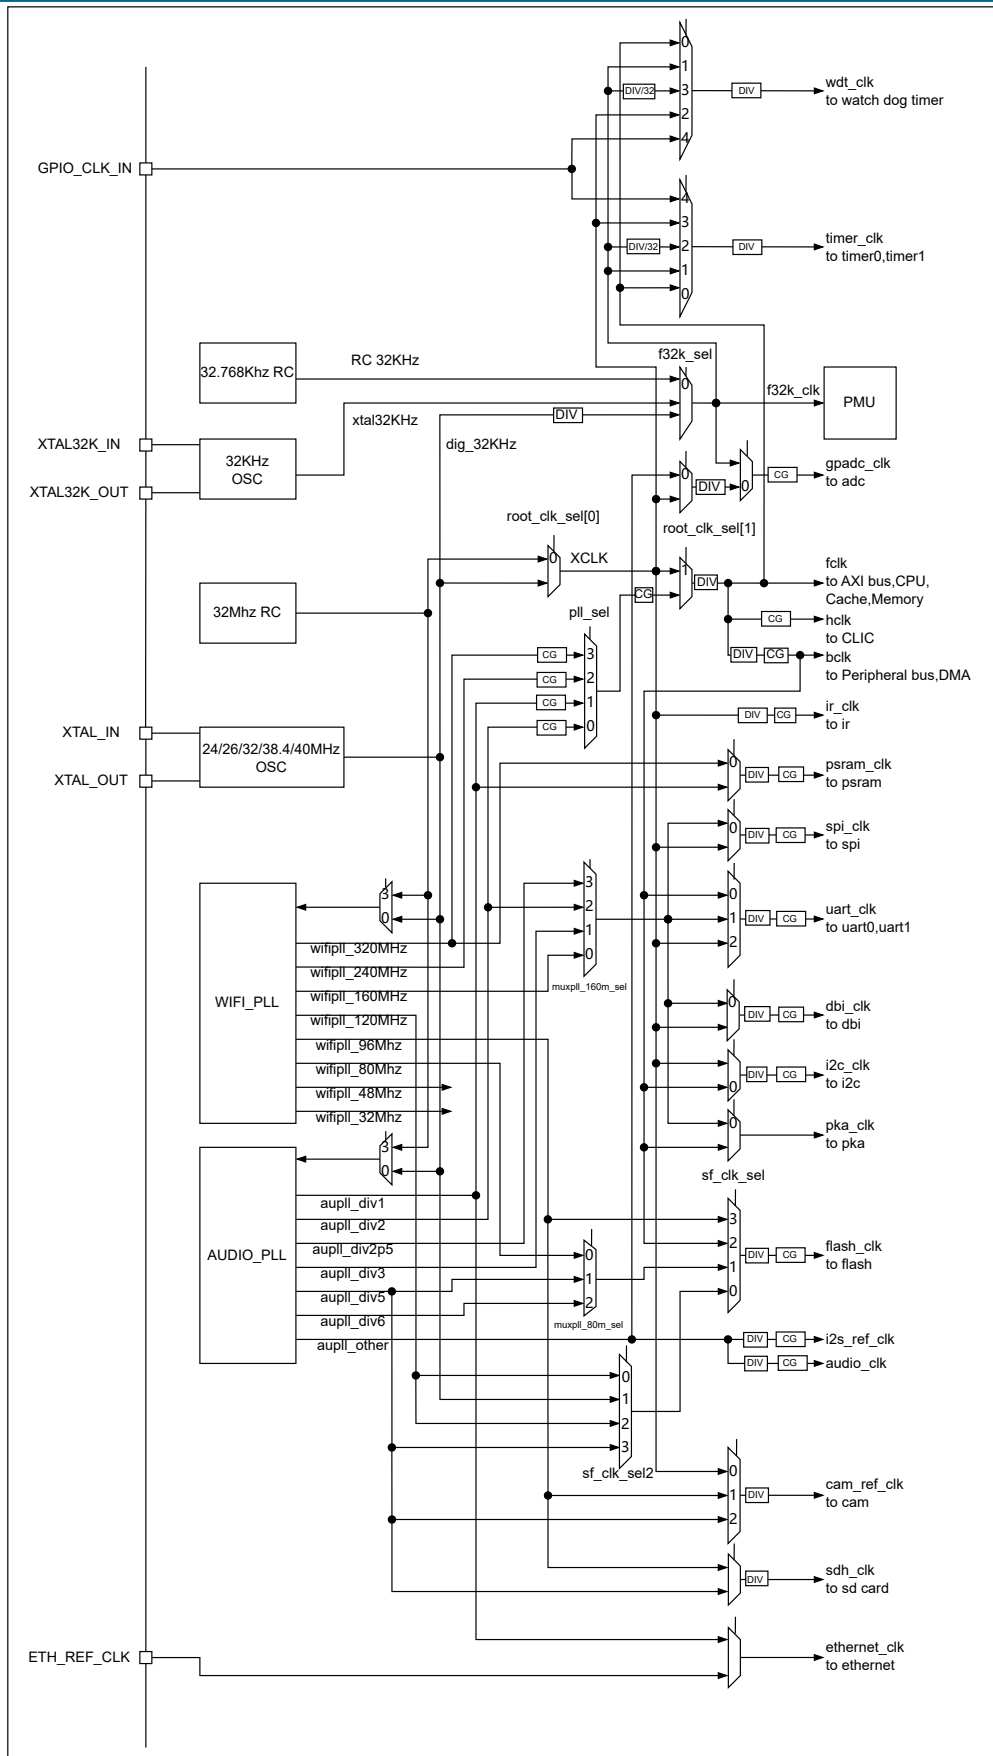 0
1
DIV/32
3
DIV
wdt_clk
to watch dog timer
2
4
GPIO_CLK_IN
4
3
DIV/32
2
DIV
timer_clk
to timer0,timer1
1
0
32.768Khz RC
RC 32KHz
f32k_sel
0
f32k_clk
PMU
xtal32KHz
DIV
dig_32KHz
XTAL32K_IN
32KHz
OSC
XTAL32K_OUT
0
DIV
0
CG
gpadc_clk
to adc
root_clk_sel[0]
root_clk_sel[1]
0
XCLK
1
DIV
CG
fclk
to AXI bus,CPU,
Cache,Memory
32Mhz RC
pll_sel
CG
hclk
to CLIC
CG
3
DIV
CG
bclk
to Peripheral bus,DMA
CG
2
CG
1
DIV
CG
ir_clk
to ir
CG
0
XTAL_IN
24/26/32/38.4/40MHz
OSC
XTAL_OUT
0
DIV
CG
psram_clk
to psram
0
DIV
CG
spi_clk
to spi
3
0
3
2
1
0
muxpll_160m_sel
0
1
2
DIV
CG
uart_clk
to uart0,uart1
WIFI_PLL
wifipll_320MHz
wifipll_240MHz
wifipll_160MHz
wifipll_120MHz
wifipll_96Mhz
wifipll_80Mhz
wifipll_48Mhz
wifipll_32Mhz
0
DIV
CG
dbi_clk
to dbi
0
DIV
CG
i2c_clk
to i2c
0
pka_clk
to pka
3
0
sf_clk_sel
AUDIO_PLL
aupll_div1
aupll_div2
aupll_div2p5
aupll_div3
aupll_div5
aupll_div6
aupll_other
0
1
2
muxpll_80m_sel
3
2
1
0
DIV
CG
flash_clk
to flash
DIV
CG
i2s_ref_clk
DIV
CG
audio_clk
0
1
2
3
sf_clk_sel2
0
1
2
DIV
cam_ref_clk
to cam
DIV
sdh_clk
to sd card
ETH_REF_CLK
ethernet_clk
to ethernet